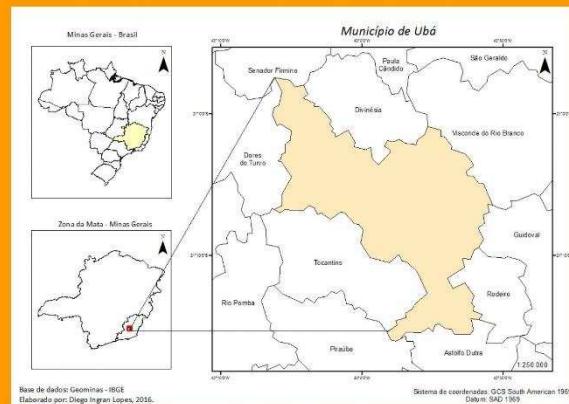 Minas Gerais - Brasil
N
Zona da Mata - Minas Gerais
N
Município de Ubá
N
Senador Firmino
Paula
Cândido
São Geraldo
Divinésia
Visconde do Rio Branco
Dores
do Turvo
Guidoval
Tocantins
Rio Pomba
Rodeiro
Piraúba
Astolfo Dutra
1:250 000
Base de dados: Geominas - IBGE
Elaborado por: Diego Ingran Lopes, 2016.
Sistema de coordenadas: GCS South American 1969
Datum: SAD 1969